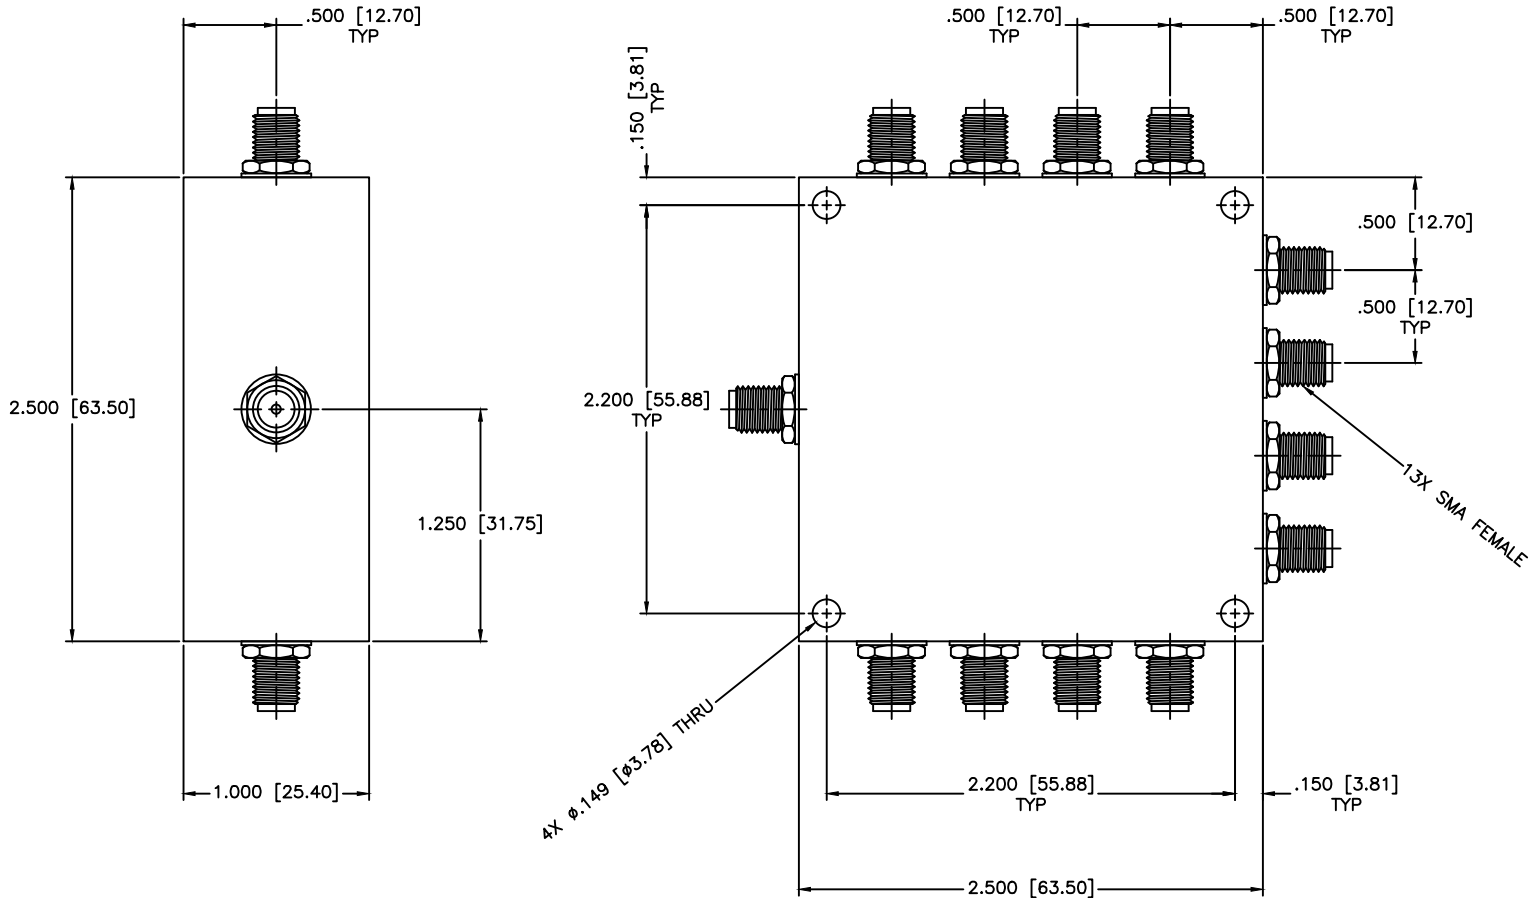 .500 [12.70]
TYP
.500 [12.70]
TYP
.500 [12.70]
TYP
.150 [3.81]
TYP
.500 [12.70]
.500 [12.70]
TYP
2.500 [63.50]
2.200 [55.88]
TYP
1.250 [31.75]
13X SMA FEMALE
4X ø.149 [ø3.78] THRU
1.000 [25.40]
2.200 [55.88]
TYP
.150 [3.81]
TYP
2.500 [63.50]